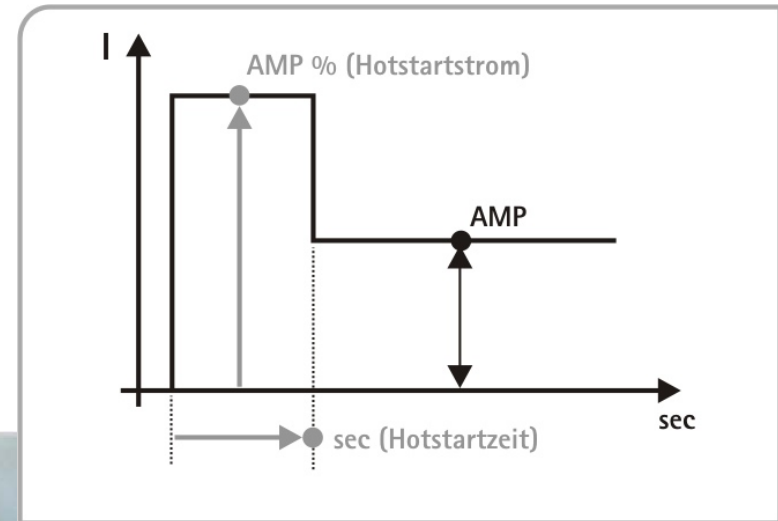 I
AMP % (Hotstartstrom)
AMP
sec
sec (Hotstartzeit)